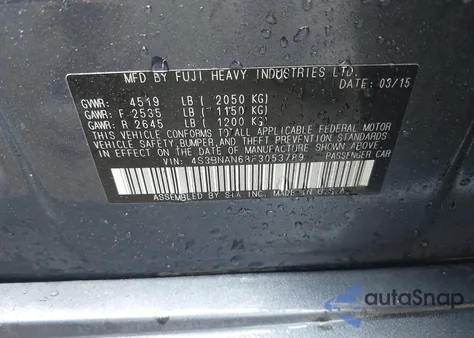 MFD BY FUJI HEAVY INDUSTRIES LTD.
DATE: 03/15
GVWR: 4519 LB ( 2050 KG)
GAWR: F 2535 LB ( 1150 KG)
GAWR: R 2645 LB ( 1200 KG)
THIS VEHICLE CONFORMS TO ALL APPLICABLE FEDERAL MOTOR
VEHICLE SAFETY, BUMPER, AND THEFT PREVENTION STANDARDS
IN EFFECT ON THE DATE OF MANUFACTURE SHOWN ABOVE.
VIN: 4S3BNAN68F3053789 PASSENGER CAR
ASSEMBLED BY SIA INC. MADE IN U.S.A.
autoSnap